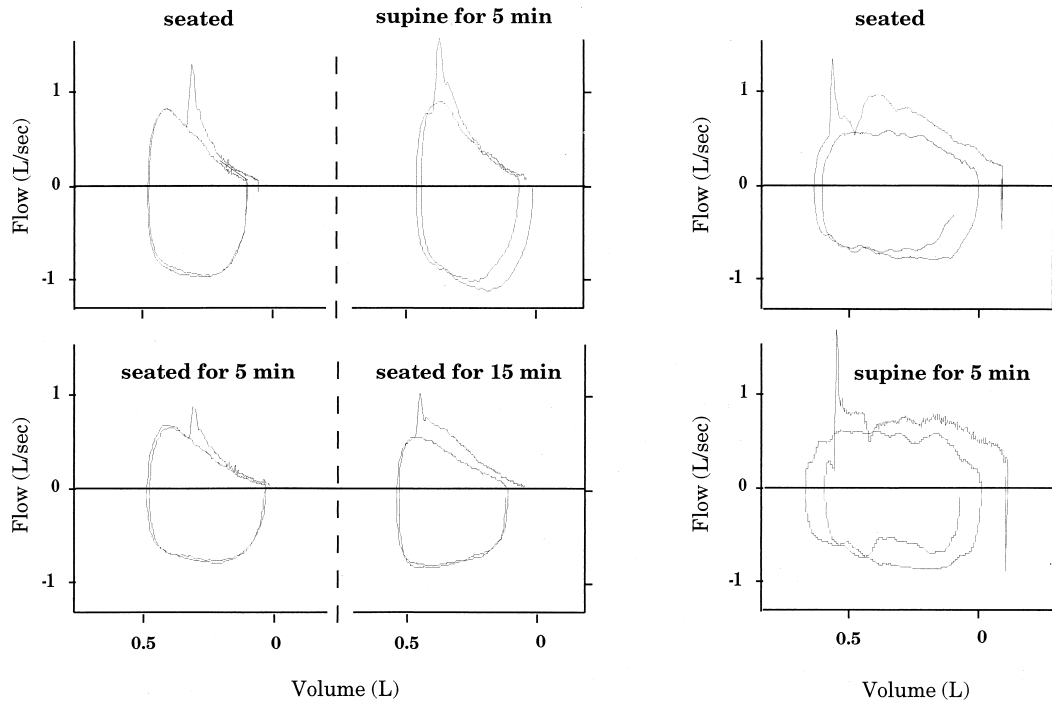 seated
supine for 5 min
seated
1
0
-1
Flow (L/sec)
1
0
-1
Flow (L/sec)
seated for 5 min
seated for 15 min
supine for 5 min
1
0
-1
Flow (L/sec)
1
0
-1
Flow (L/sec)
0.5
0
0.5
0
0.5
0
Volume (L)
Volume (L)